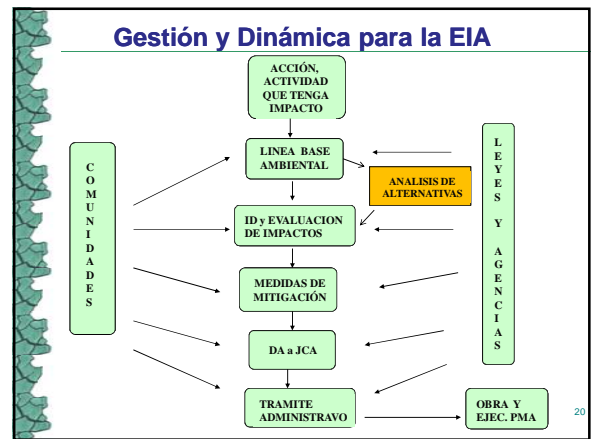 Gestión y Dinámica para la EIA
ACCIÓN,
ACTIVIDAD
QUE TENGA
IMPACTO
LINEA BASE
AMBIENTAL
ANALISIS DE
ALTERNATIVAS
ID y EVALUACION
DE IMPACTOS
MEDIDAS DE
MITIGACIÓN
DA a JCA
TRAMITE
ADMINISTRAVO
OBRA Y
EJEC. PMA
C
O
M
U
N
I
D
A
D
E
S
L
E
Y
E
S
Y
A
G
E
N
C
I
A
S
20